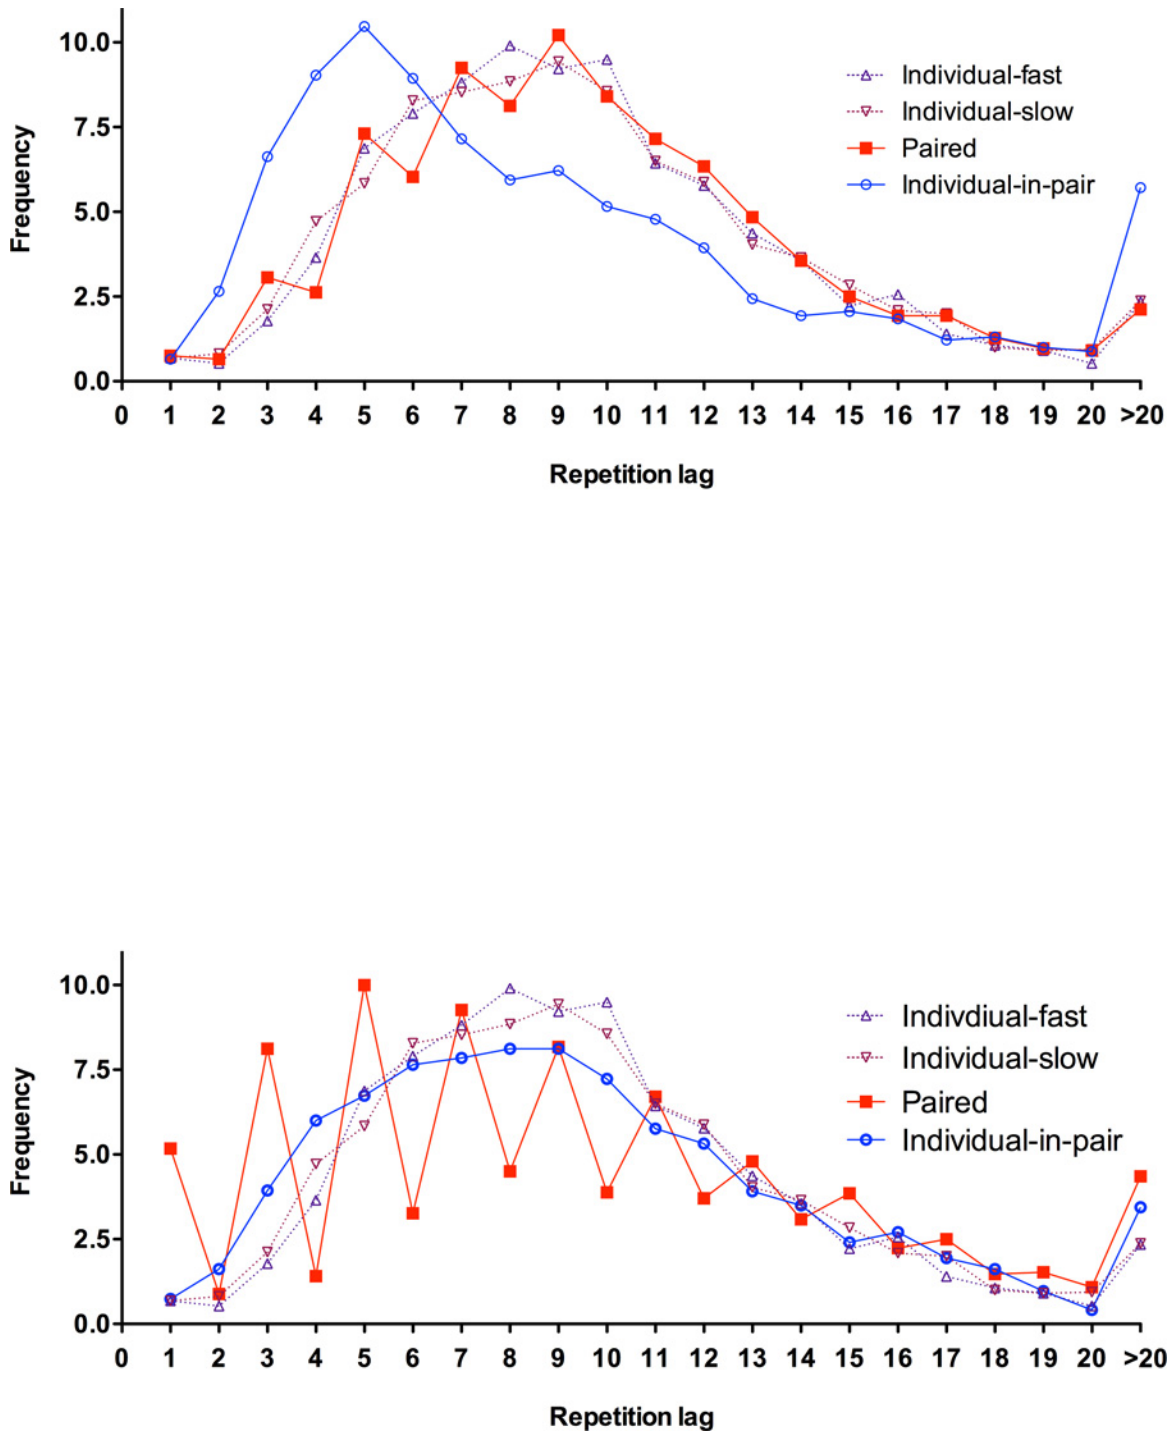 10.0
7.5
5.0
2.5
0.0
Frequency
Individual-fast
Individual-slow
Paired
Individual-in-pair
0 1 2 3 4 5 6 7 8 9 10 11 12 13 14 15 16 17 18 19 20 >20
Repetition lag
10.0
7.5
5.0
2.5
0.0
Frequency
Indivdiual-fast
Individual-slow
Paired
Individual-in-pair
0 1 2 3 4 5 6 7 8 9 10 11 12 13 14 15 16 17 18 19 20 >20
Repetition lag